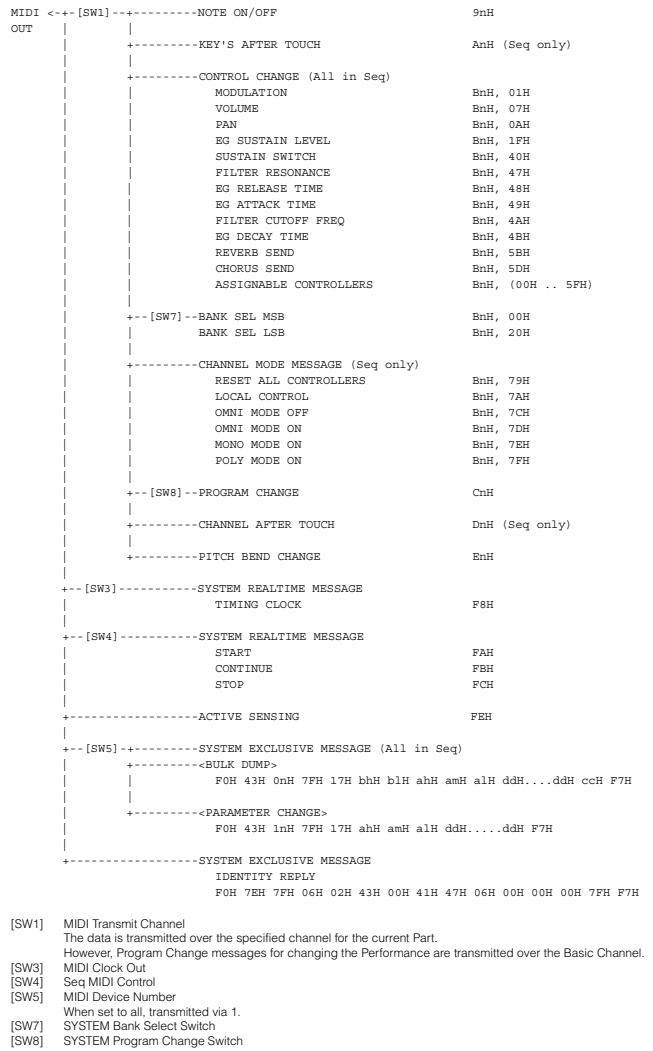 MIDI <-+-[SW1]--+---------NOTE ON/OFF                    9nH
OUT    |        |
       |        +---------KEY'S AFTER TOUCH              AnH (Seq only)
       |        |
       |        +---------CONTROL CHANGE (All in Seq)
       |        |           MODULATION                   BnH, 01H
       |        |           VOLUME                       BnH, 07H
       |        |           PAN                          BnH, 0AH
       |        |           EG SUSTAIN LEVEL             BnH, 1FH
       |        |           SUSTAIN SWITCH               BnH, 40H
       |        |           FILTER RESONANCE             BnH, 47H
       |        |           EG RELEASE TIME              BnH, 48H
       |        |           EG ATTACK TIME               BnH, 49H
       |        |           FILTER CUTOFF FREQ           BnH, 4AH
       |        |           EG DECAY TIME                BnH, 4BH
       |        |           REVERB SEND                  BnH, 5BH
       |        |           CHORUS SEND                  BnH, 5DH
       |        |           ASSIGNABLE CONTROLLERS       BnH, (00H .. 5FH)
       |        |
       |        +--[SW7]--BANK SEL MSB                   BnH, 00H
       |        |         BANK SEL LSB                   BnH, 20H
       |        |
       |        +---------CHANNEL MODE MESSAGE (Seq only)
       |        |           RESET ALL CONTROLLERS        BnH, 79H
       |        |           LOCAL CONTROL                BnH, 7AH
       |        |           OMNI MODE OFF                BnH, 7CH
       |        |           OMNI MODE ON                 BnH, 7DH
       |        |           MONO MODE ON                 BnH, 7EH
       |        |           POLY MODE ON                 BnH, 7FH
       |        |
       |        +--[SW8]--PROGRAM CHANGE                 CnH
       |        |
       |        +---------CHANNEL AFTER TOUCH            DnH (Seq only)
       |        |
       |        +---------PITCH BEND CHANGE              EnH
       |
       +--[SW3]-----------SYSTEM REALTIME MESSAGE
       |                    TIMING CLOCK                 F8H
       |
       +--[SW4]-----------SYSTEM REALTIME MESSAGE
       |                    START                        FAH
       |                    CONTINUE                     FBH
       |                    STOP                         FCH
       |
       +------------------ACTIVE SENSING                 FEH
       |
       +--[SW5]-+---------SYSTEM EXCLUSIVE MESSAGE (All in Seq)
       |        +---------<BULK DUMP>
       |        |           F0H 43H 0nH 7FH 17H bhH blH ahH amH alH ddH....ddH ccH F7H
       |        |
       |        +---------<PARAMETER CHANGE>
       |                    F0H 43H 1nH 7FH 17H ahH amH alH ddH.....ddH F7H
       |
       +------------------SYSTEM EXCLUSIVE MESSAGE
                            IDENTITY REPLY
                            F0H 7EH 7FH 06H 02H 43H 00H 41H 47H 06H 00H 00H 00H 7FH F7H
[SW1] MIDI Transmit Channel
The data is transmitted over the specified channel for the current Part.
However, Program Change messages for changing the Performance are transmitted over the Basic Channel.
[SW3] MIDI Clock Out
[SW4] Seq MIDI Control
[SW5] MIDI Device Number
When set to all, transmitted via 1.
[SW7] SYSTEM Bank Select Switch
[SW8] SYSTEM Program Change Switch